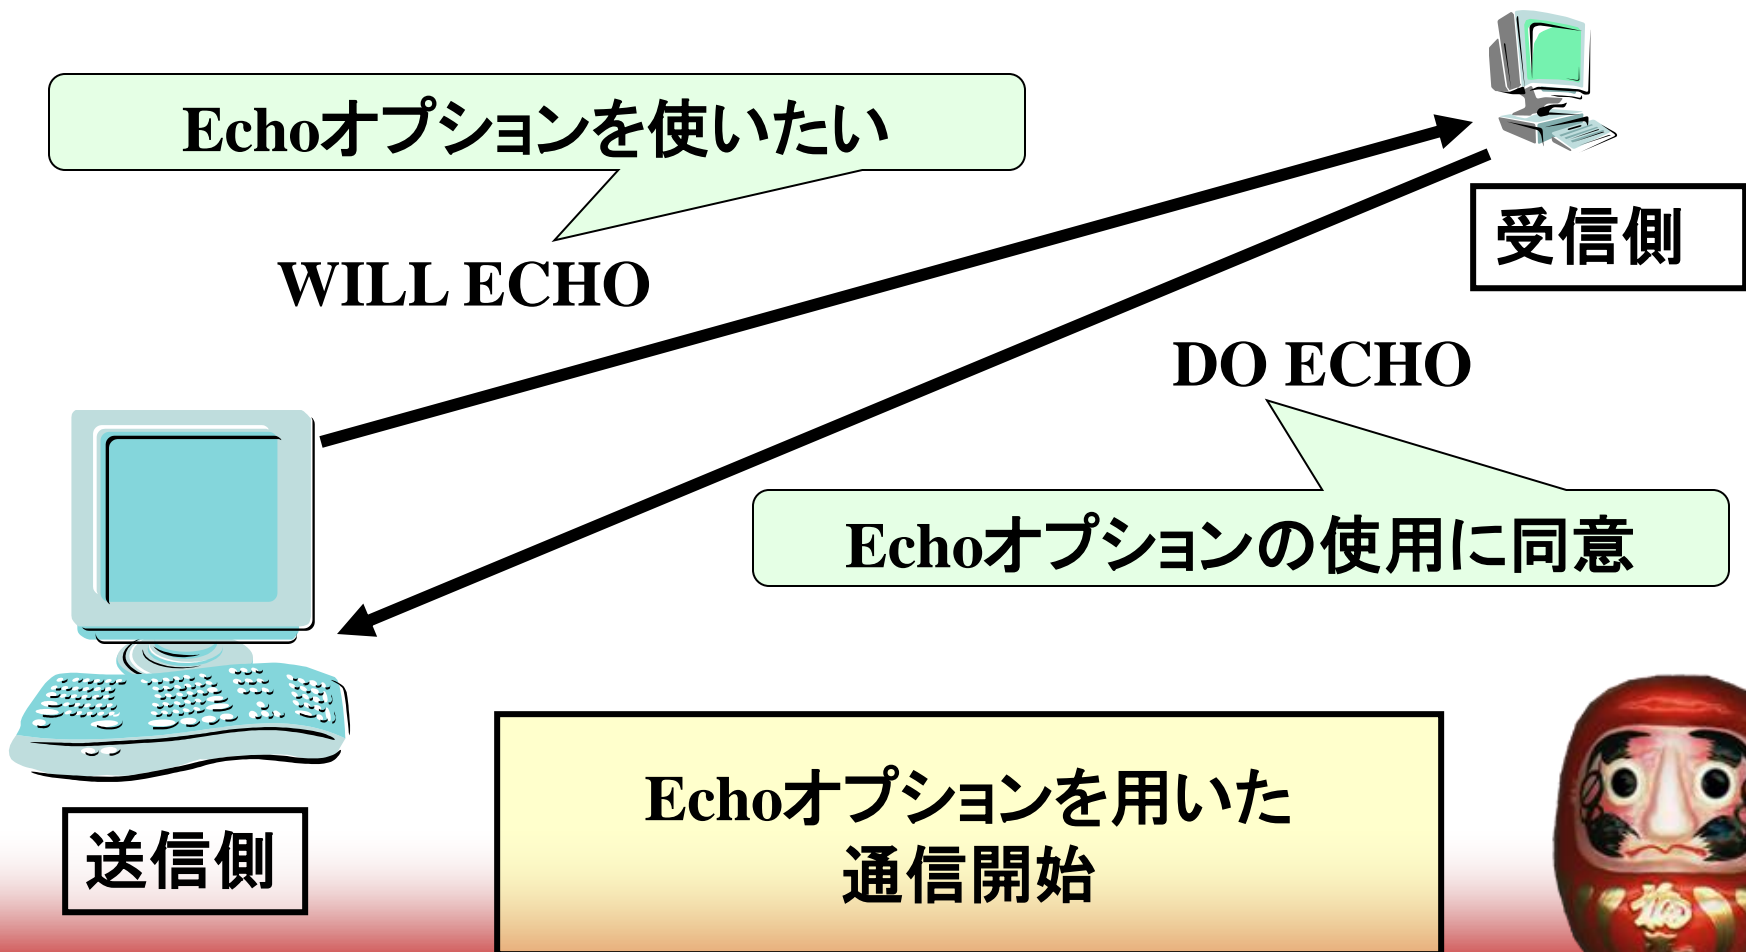 Echoオプションを使いたい
受信側
WILL ECHO
DO ECHO
Echoオプションの使用に同意
Echoオプションを用いた
通信開始
送信側